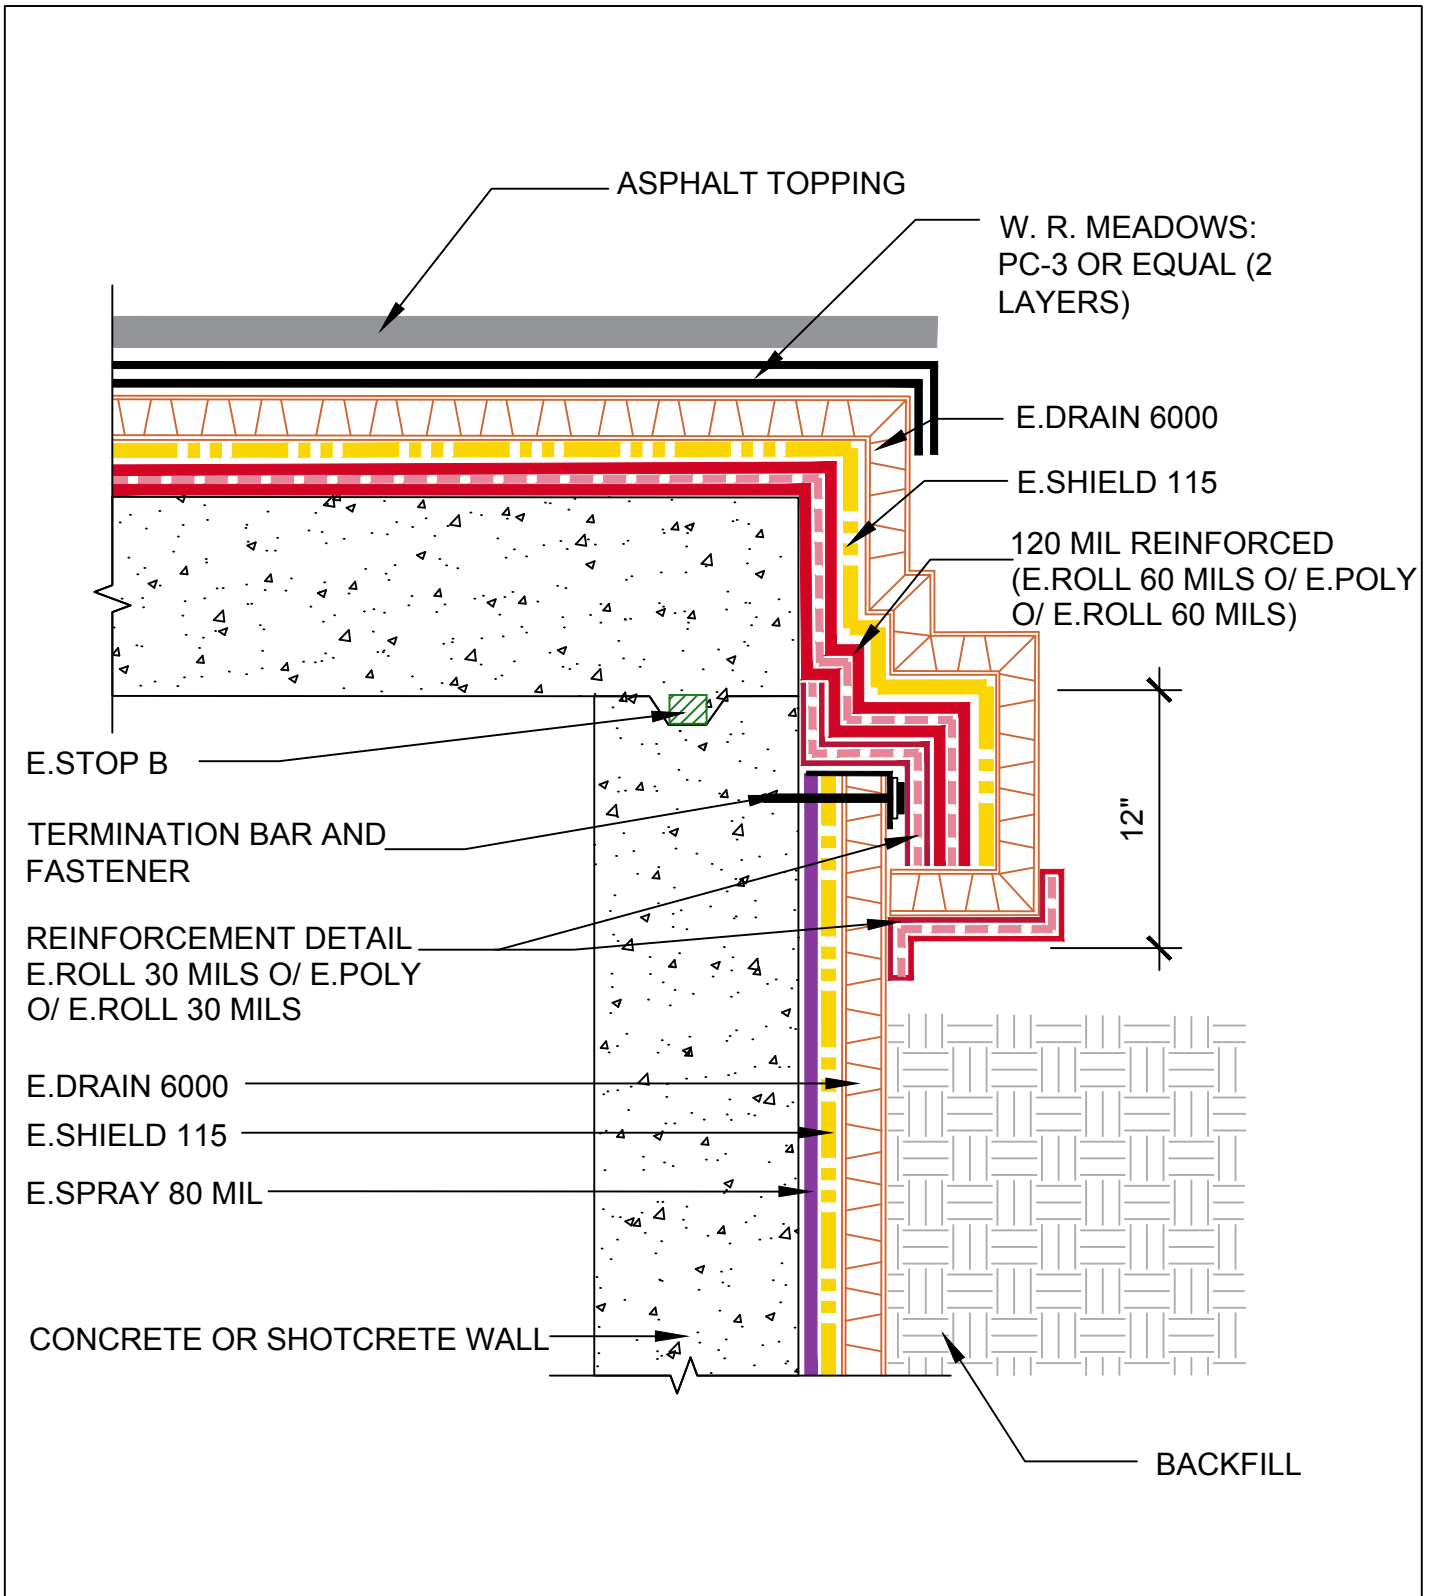 ASPHALT TOPPING
W. R. MEADOWS:
PC-3 OR EQUAL (2
LAYERS)
E.DRAIN 6000
E.SHIELD 115
120 MIL REINFORCED
(E.ROLL 60 MILS O/ E.POLY
O/ E.ROLL 60 MILS)
E.STOP B
12"
TERMINATION BAR AND
FASTENER
REINFORCEMENT DETAIL
E.ROLL 30 MILS O/ E.POLY
O/ E.ROLL 30 MILS
E.DRAIN 6000
E.SHIELD 115
E.SPRAY 80 MIL
CONCRETE OR SHOTCRETE WALL
BACKFILL